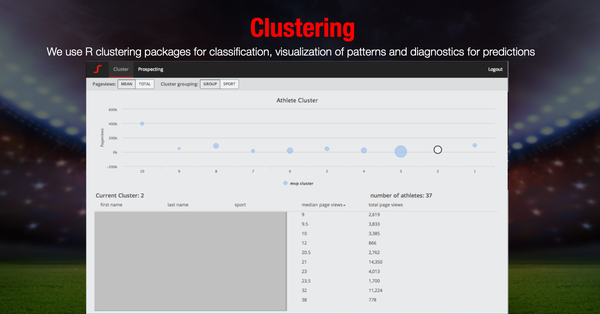 Clustering
We use R clustering packages for classification, visualization of patterns and diagnostics for predictions
Cluster Prospecting Logout
Pageviews: MEAN TOTAL Cluster grouping: GROUP SPORT
Athlete Cluster
600k
400k
200k
0k
-200k
Pageviews
10 9 8 7 6 5 4 3 2 1
mvp cluster
Current Cluster: 2 number of athletes: 37
first name last name sport median page views total page views
9 2,619
9.5 3,833
10 3,385
12 866
20.5 2,762
21 14,350
23 4,013
23.5 1,700
32 11,224
38 778